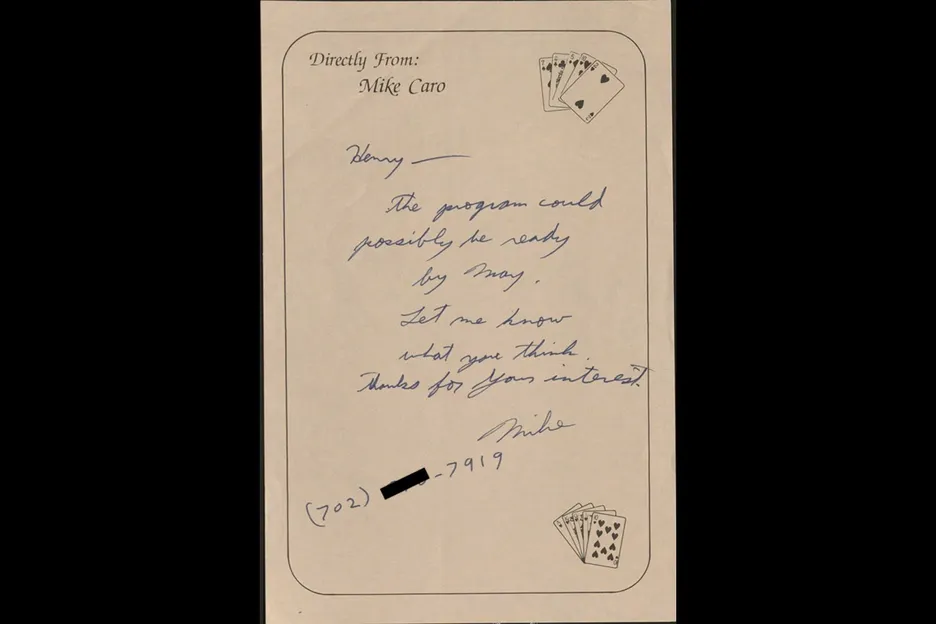 Directly From:
Mike Caro
Henry —
The program could
possibly be ready
by May.
Let me know
what you think.
Thanks for your interest.
Mike
(702) -7919